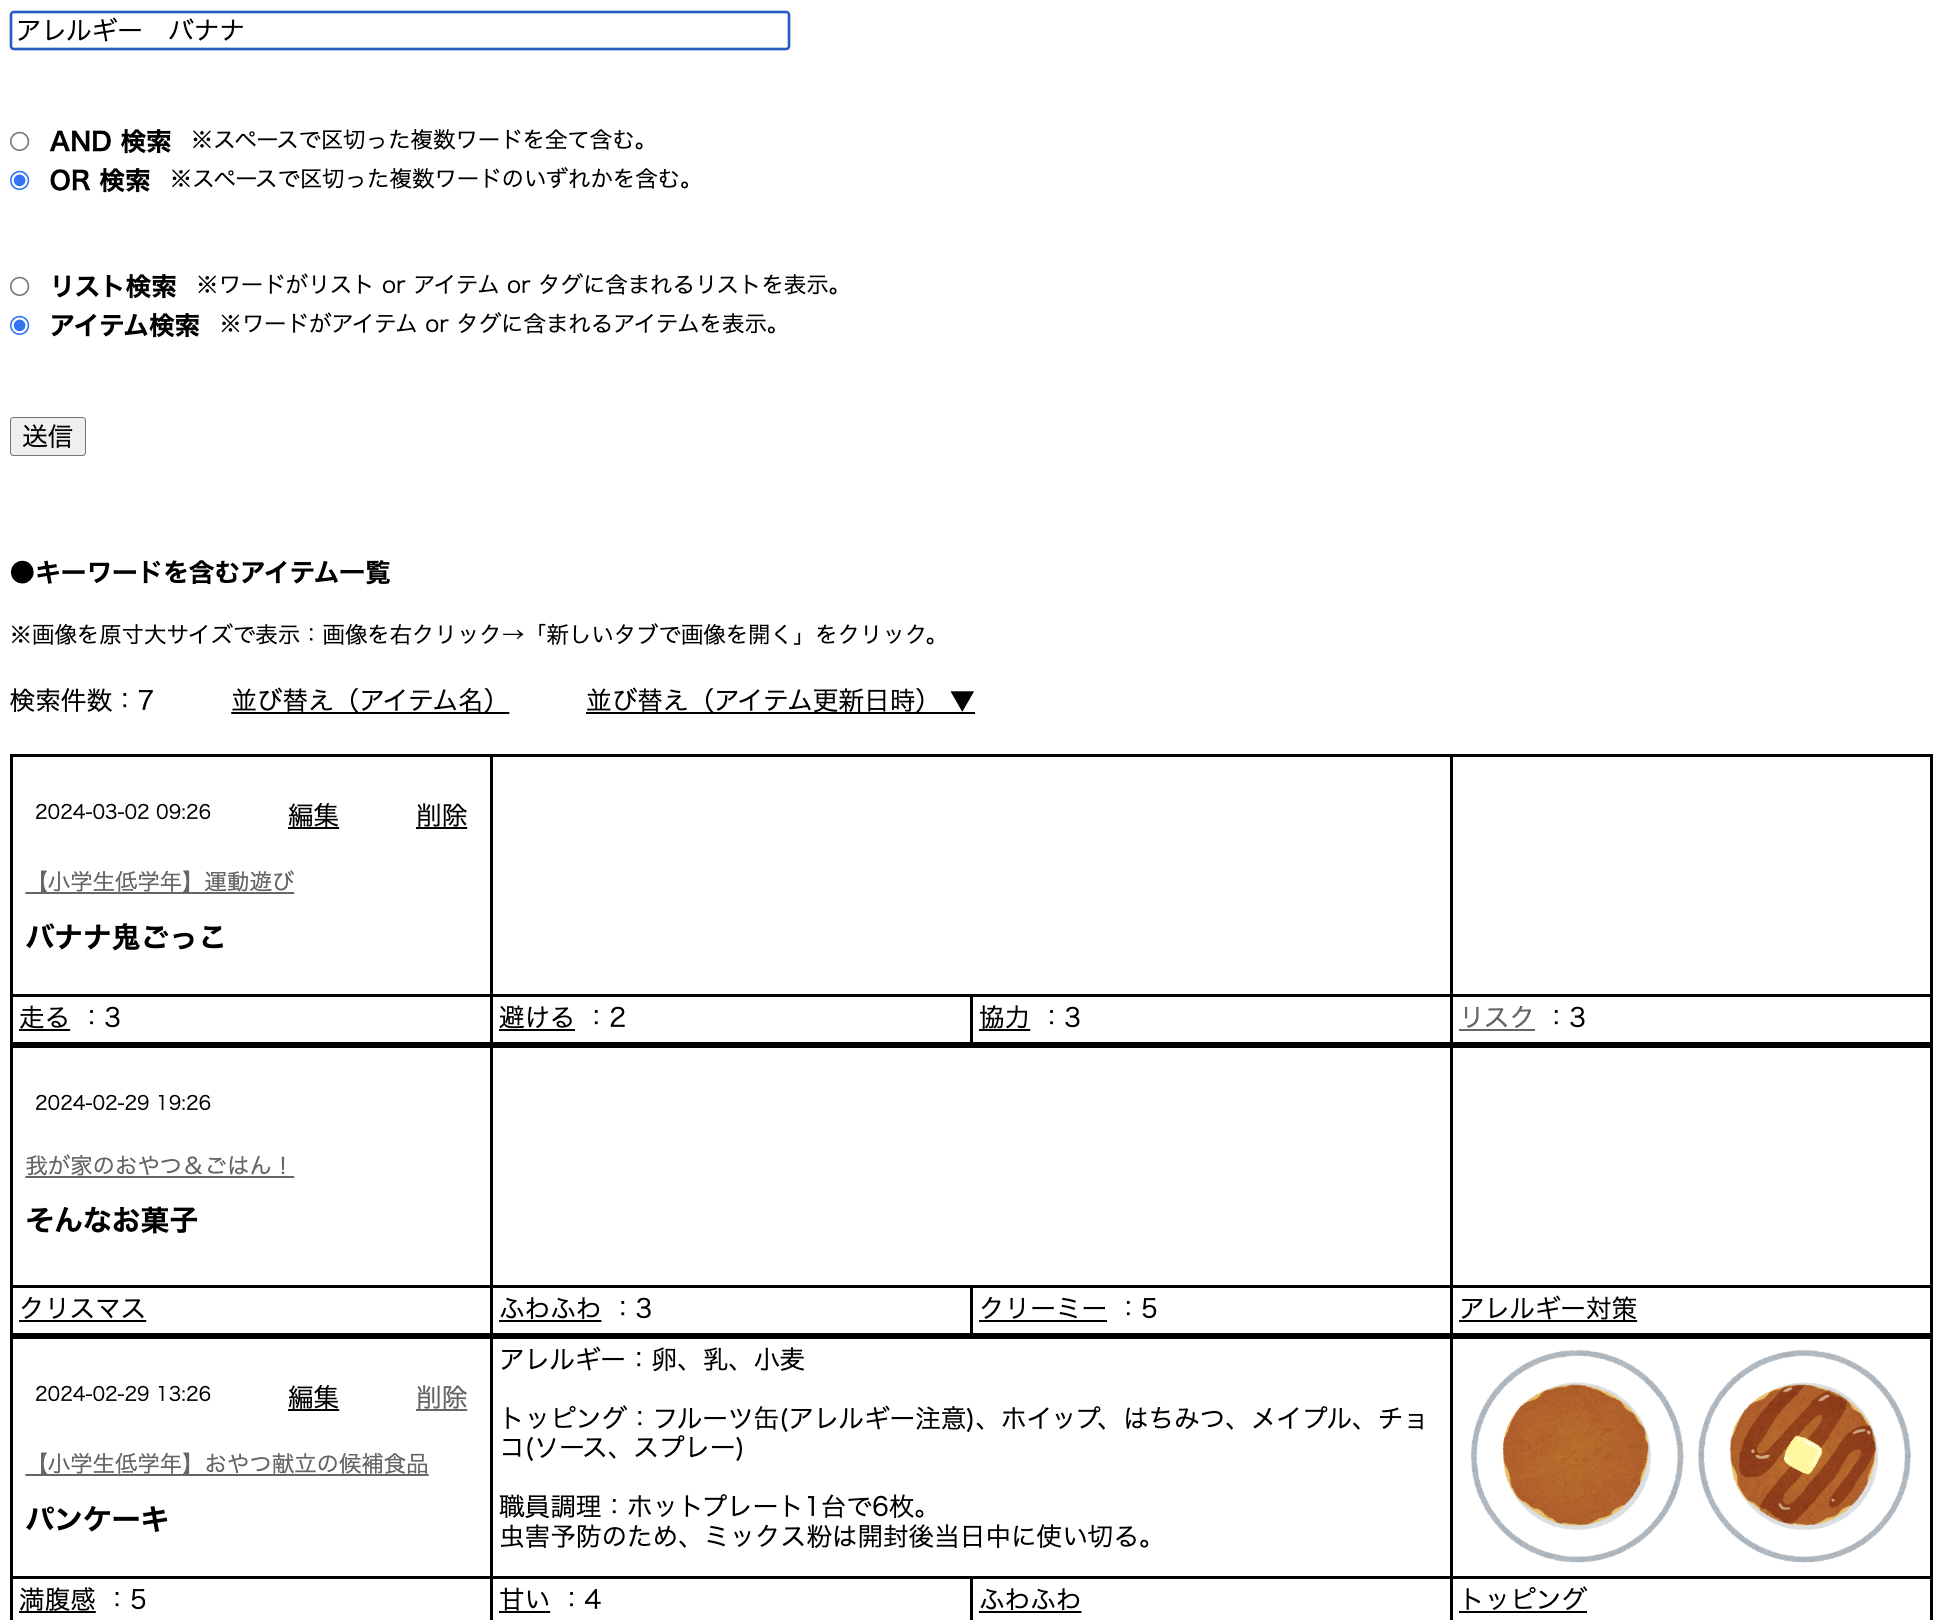 アレルギー　バナナ
AND 検索 ※スペースで区切った複数ワードを全て含む。
OR 検索 ※スペースで区切った複数ワードのいずれかを含む。
リスト検索 ※ワードがリスト or アイテム or タグに含まれるリストを表示。
アイテム検索 ※ワードがアイテム or タグに含まれるアイテムを表示。
送信
●キーワードを含むアイテム一覧
※画像を原寸大サイズで表示：画像を右クリック→「新しいタブで画像を開く」をクリック。
検索件数：7 並び替え（アイテム名） 並び替え（アイテム更新日時） ▼
2024-03-02 09:26 編集 削除
【小学生低学年】運動遊び
バナナ鬼ごっこ
走る ：3 避ける ：2 協力 ：3 リスク ：3
2024-02-29 19:26
我が家のおやつ＆ごはん！
そんなお菓子
クリスマス ふわふわ ：3 クリーミー ：5 アレルギー対策
2024-02-29 13:26 編集 削除
【小学生低学年】おやつ献立の候補食品
パンケーキ
アレルギー：卵、乳、小麦
トッピング：フルーツ缶(アレルギー注意)、ホイップ、はちみつ、メイプル、チョ
コ(ソース、スプレー)
職員調理：ホットプレート1台で6枚。
虫害予防のため、ミックス粉は開封後当日中に使い切る。
満腹感 ：5 甘い ：4 ふわふわ トッピング